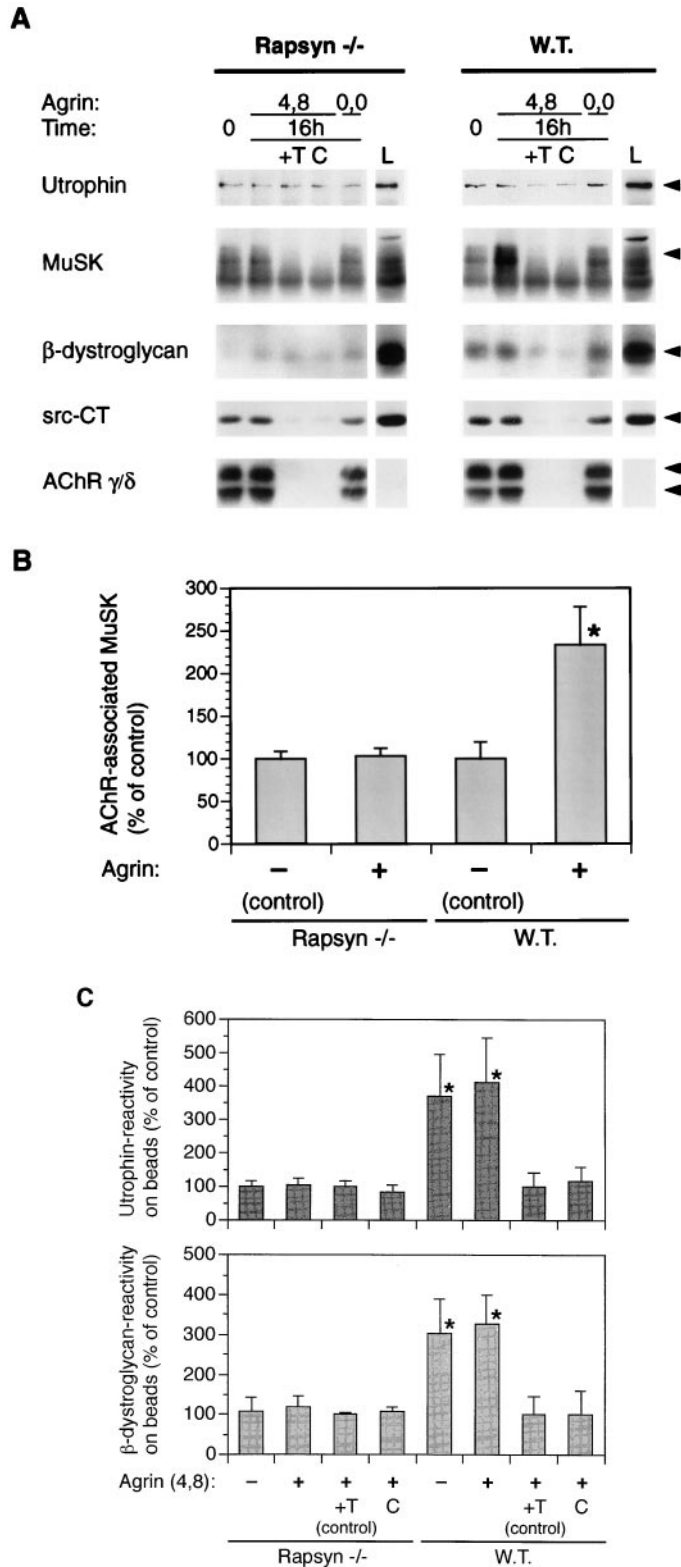 A
Rapsyn -/- W.T.
Agrin: 4,8 0,0 4,8 0,0
Time: 0 16h 0 16h
+T C L +T C L
Utrophin
MuSK
β-dystroglycan
src-CT
AChR γ/δ
B
AChR-associated MuSK
(% of control)
300
250
200
150
100
50
0
*
Agrin: − + − +
(control) (control)
Rapsyn -/- W.T.
C
Utrophin-reactivity
on beads (% of control)
600
500
400
300
200
100
0
* *
β-dystroglycan-reactivity
on beads (% of control)
500
400
300
200
100
0
* *
Agrin (4,8): − + + + − + + +
+T C +T C
(control) (control)
Rapsyn -/- W.T.